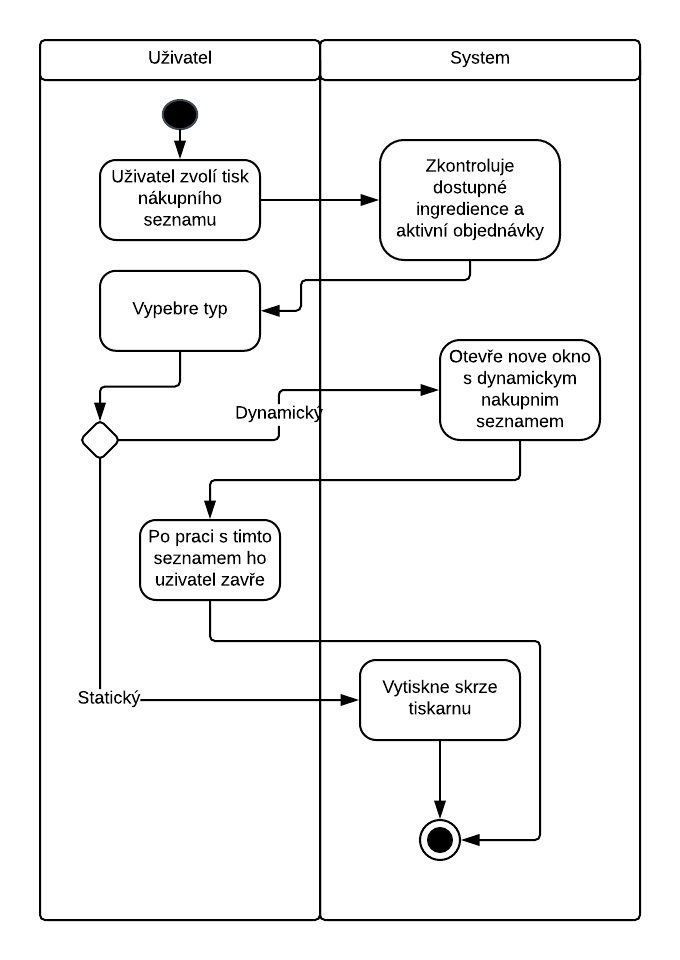 Uživatel
System
Uživatel zvolí tisk
nákupního
seznamu
Zkontroluje
dostupné
ingredience a
aktivní objednávky
Vypebre typ
Otevře nove okno
s dynamickym
nakupnim
seznamem
Dynamický
Po praci s timto
seznamem ho
uzivatel zavře
Statický
Vytiskne skrze
tiskarnu